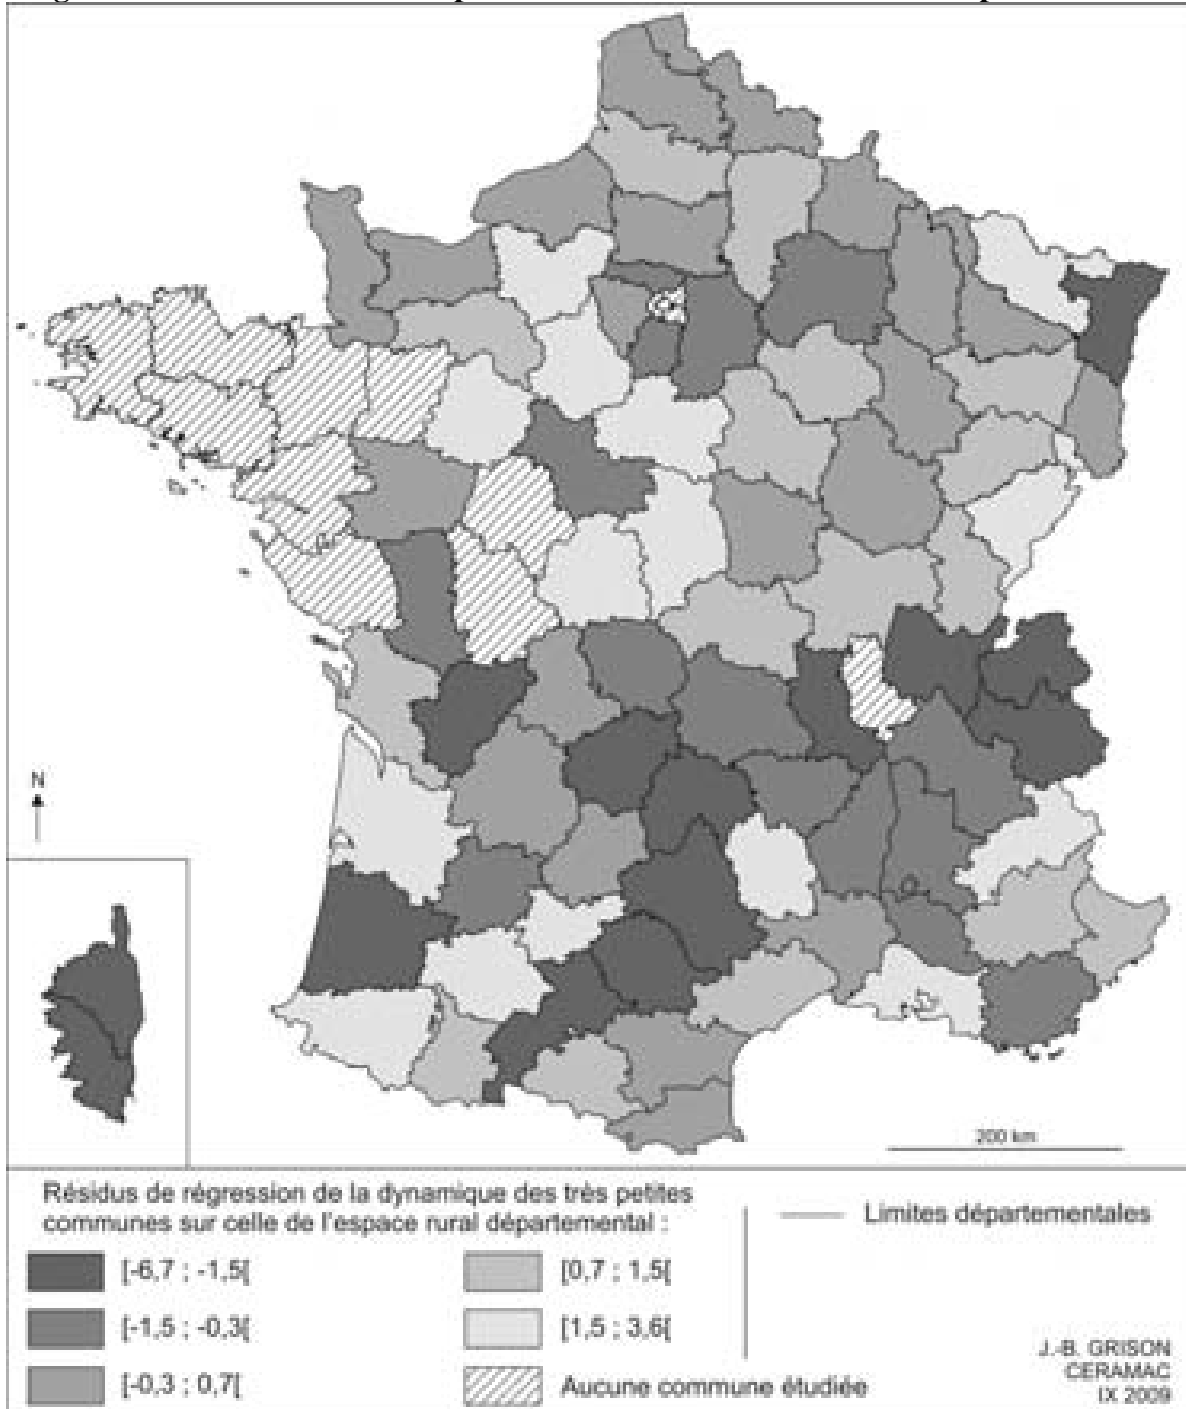 N
200 km
Résidus de régression de la dynamique des très petites
communes sur celle de l'espace rural départemental :
[-6,7 ; -1,5[
[-1,5 ; -0,3[
[-0,3 ; 0,7[
[0,7 ; 1,5[
[1,5 ; 3,6[
Aucune commune étudiée
Limites départementales
J.-B. GRISON
CERAMAC
IX 2009